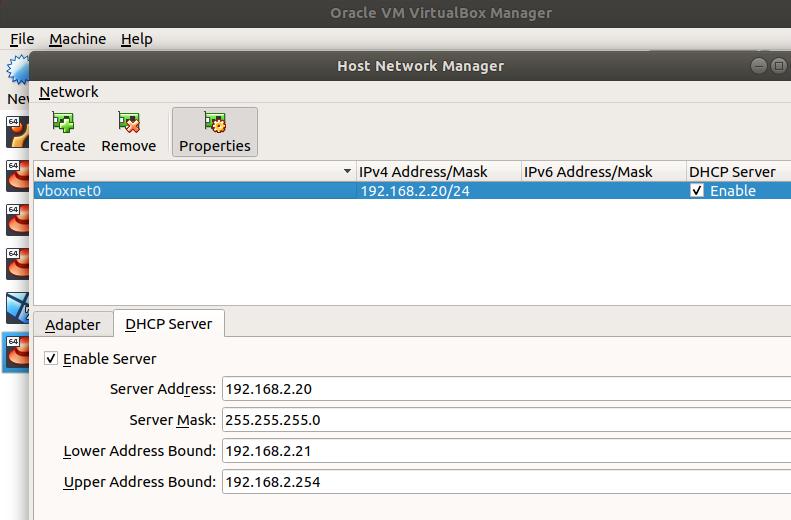 Oracle VM VirtualBox Manager
File Machine Help
Host Network Manager
New
Network
64
Create Remove Properties
Name IPv4 Address/Mask IPv6 Address/Mask DHCP Server
64
vboxnet0 192.168.2.20/24 Enable
64
64
Adapter DHCP Server
64
Enable Server
Server Address: 192.168.2.20
Server Mask: 255.255.255.0
Lower Address Bound: 192.168.2.21
Upper Address Bound: 192.168.2.254